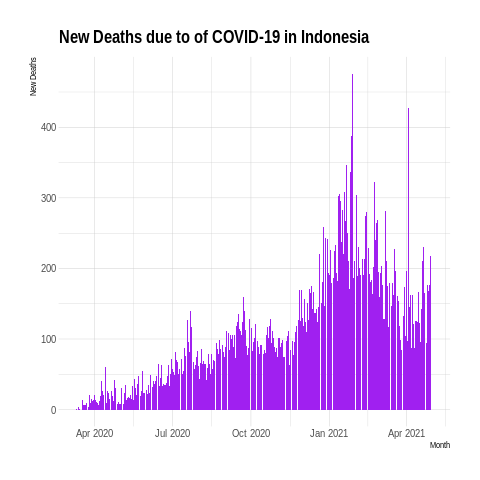 New Deaths due to of COVID-19 in Indonesia
New Deaths
400
300
200
100
0
Apr 2020
Jul 2020
Oct 2020
Jan 2021
Apr 2021
Month